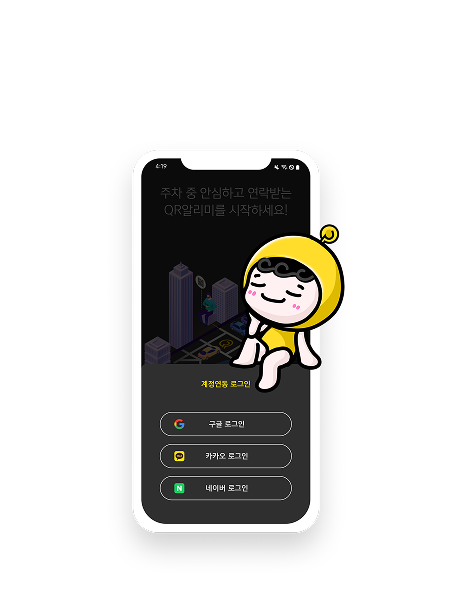 4:19
주차 중 안심하고 연락받는
QR알리미를 시작하세요!
계정연동 로그인
구글 로그인
카카오 로그인
네이버 로그인